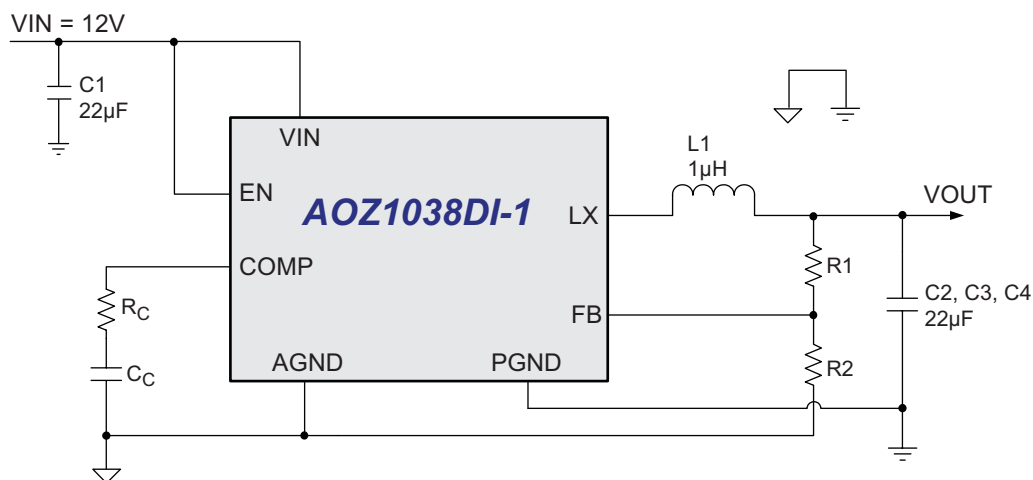 VIN = 12V
C1
22µF
VIN
EN
AOZ1038DI-1
LX
L1
1µH
VOUT
COMP
R1
RC
FB
C2, C3, C4
22µF
CC
AGND
PGND
R2